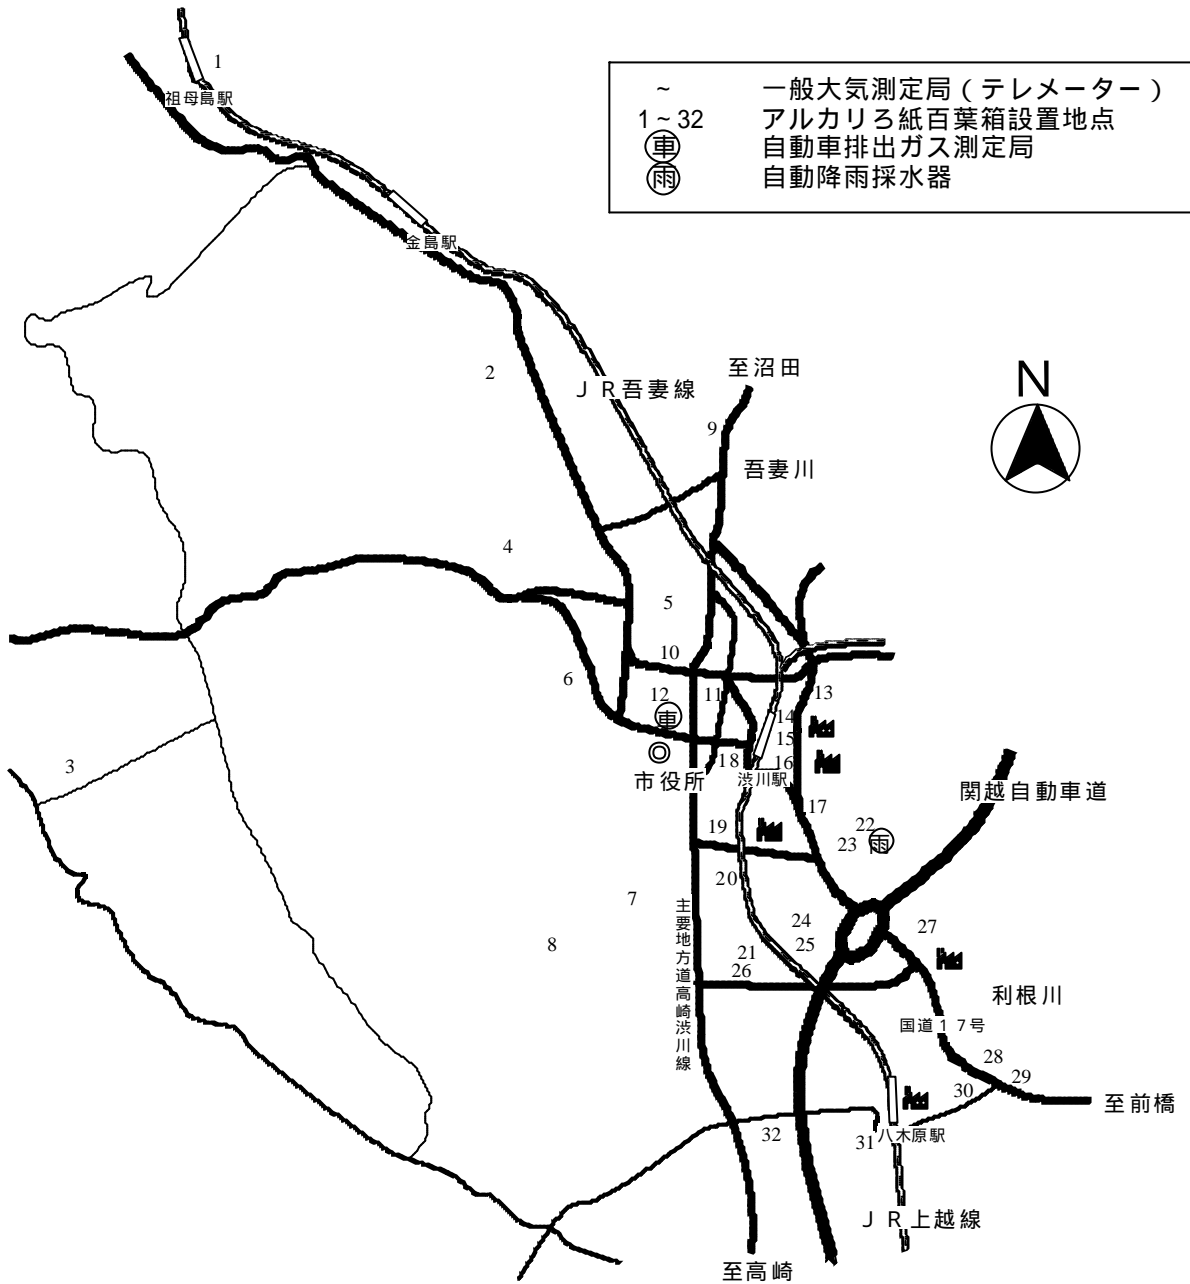 1
祖母島駅
~ 一般大気測定局（テレメーター）
1~32 アルカリろ紙百葉箱設置地点
車 自動車排出ガス測定局
雨 自動降雨採水器
金島駅
2
ＪＲ吾妻線
至沼田
N
9
吾妻川
4
5
10
6
12
11
車
13
14
15
16
市役所
18
渋川駅
3
関越自動車道
17
19
22
23
雨
20
7
主要地方道高崎渋川線
24
25
27
8
21
26
利根川
国道１７号
28
29
30
至前橋
32
31
八木原駅
ＪＲ上越線
至高崎